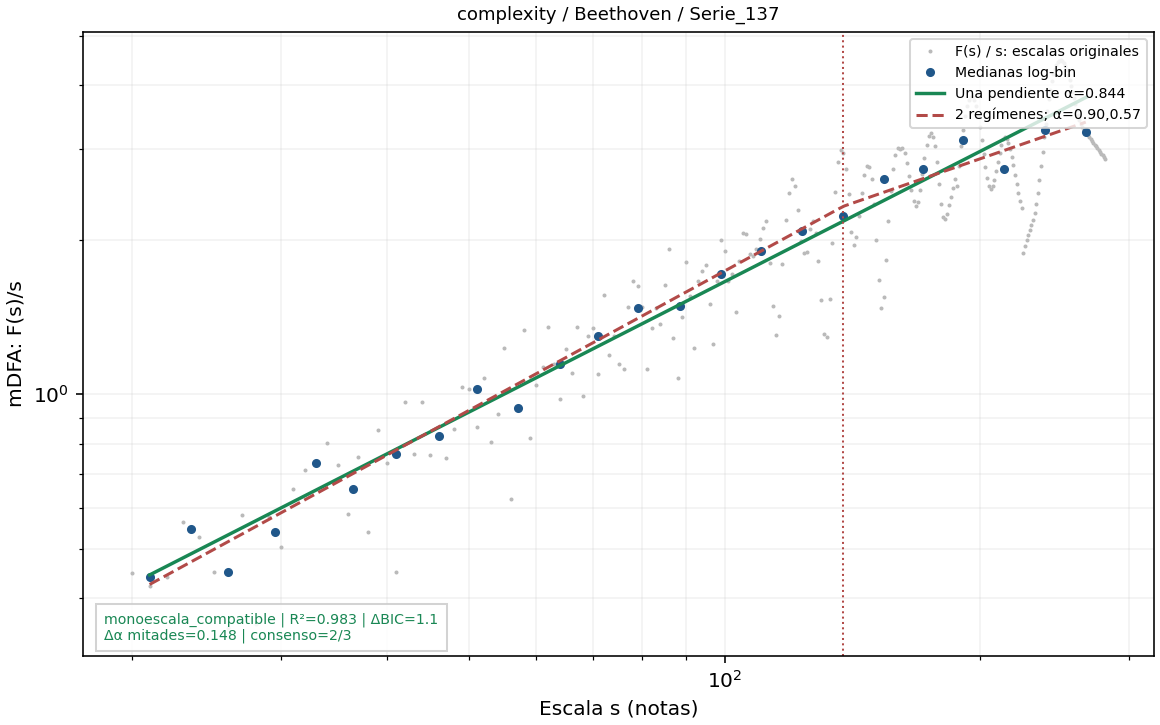 complexity / Beethoven / Serie_137
F(s) / s: escalas originales
Medianas log-bin
Una pendiente α=0.844
2 regímenes; α=0.90,0.57
mDFA: F(s)/s
10⁰
monoescala_compatible | R²=0.983 | ΔBIC=1.1
Δα mitades=0.148 | consenso=2/3
10²
Escala s (notas)